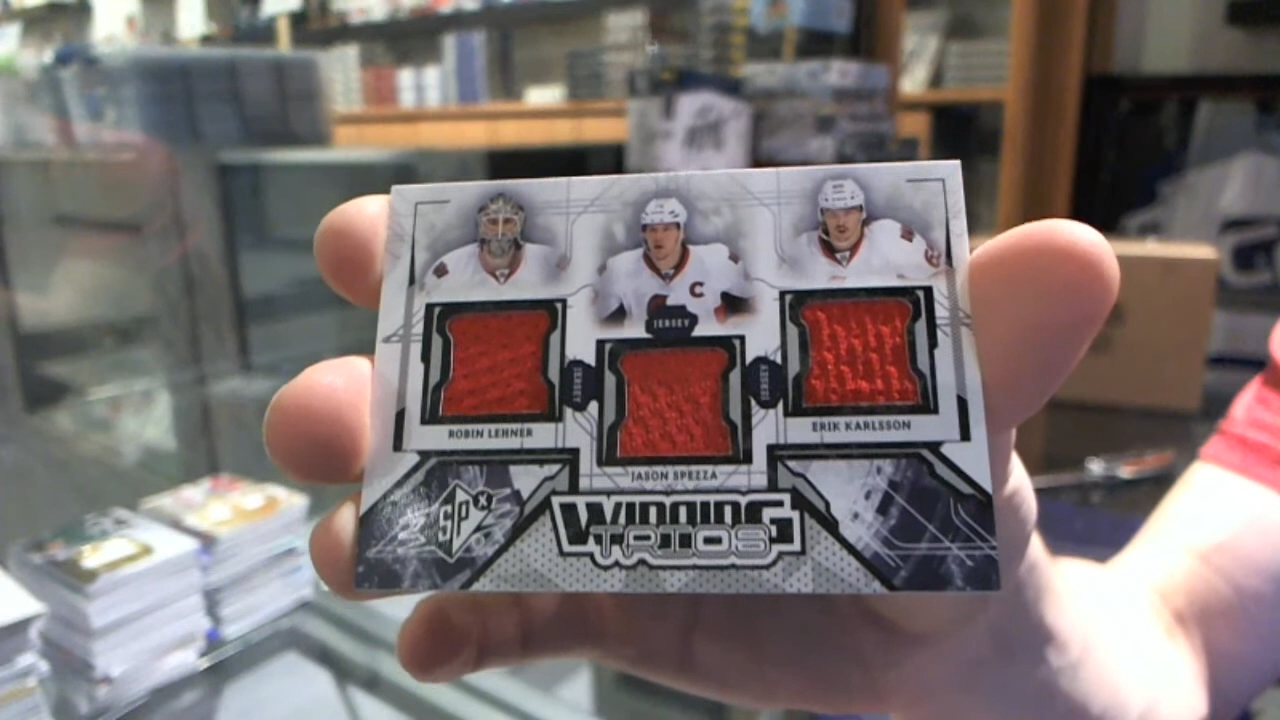 C
JERSEY
JERSEY
JERSEY
ROBIN LEHNER
JASON SPEZZA
ERIK KARLSSON
SPx
WINNING
TRIOS